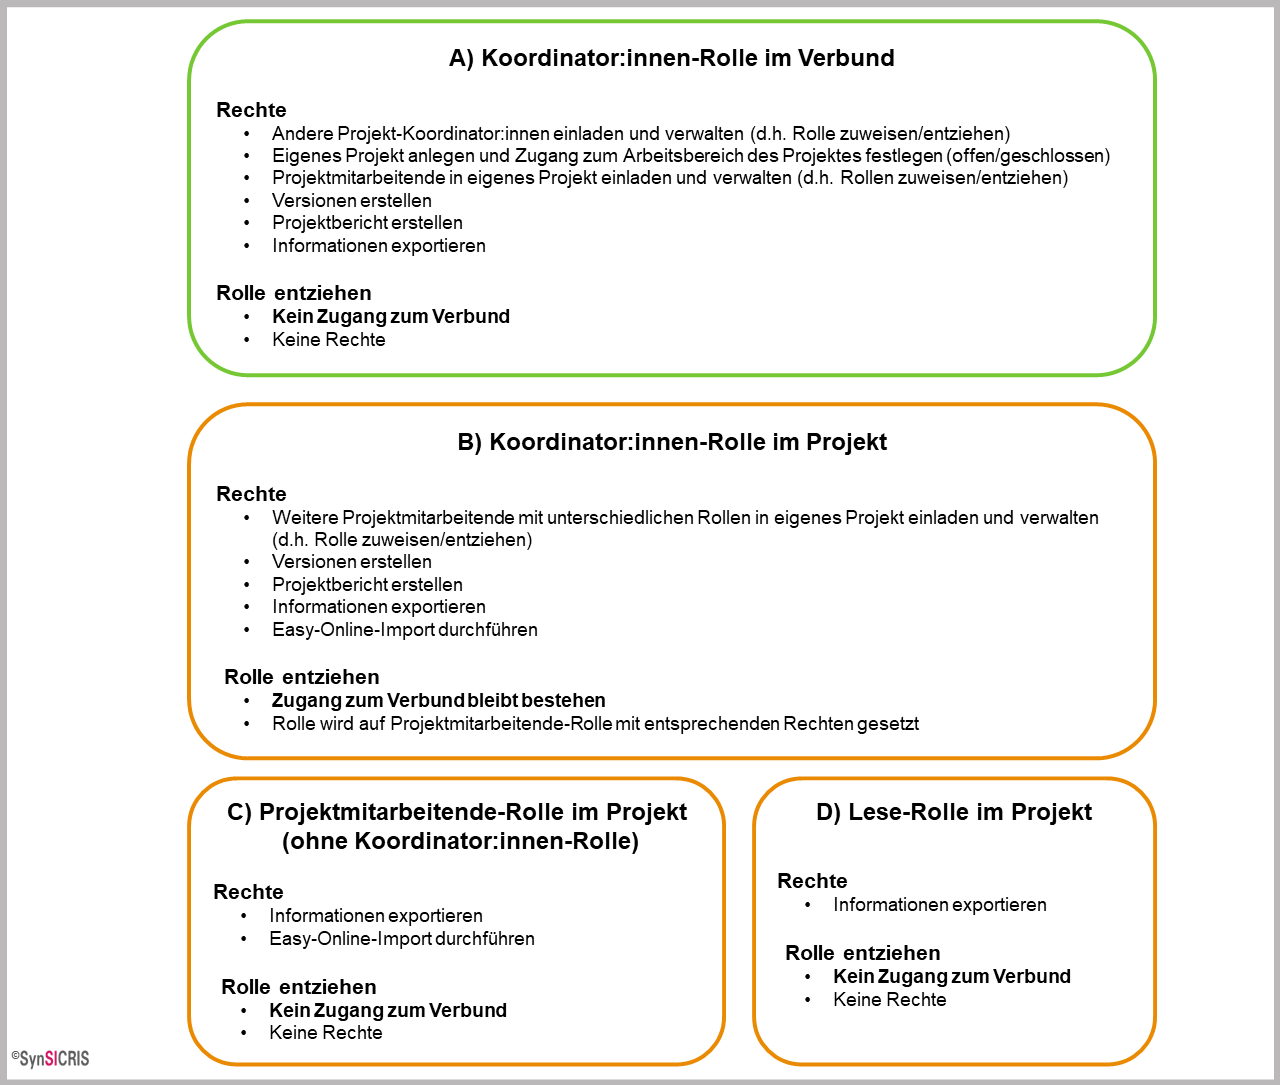 A) Koordinator:innen-Rolle im Verbund
Rechte
• Andere Projekt-Koordinator:innen einladen und verwalten (d.h. Rolle zuweisen/entziehen)
• Eigenes Projekt anlegen und Zugang zum Arbeitsbereich des Projektes festlegen (offen/geschlossen)
• Projektmitarbeitende in eigenes Projekt einladen und verwalten (d.h. Rollen zuweisen/entziehen)
• Versionen erstellen
• Projektbericht erstellen
• Informationen exportieren
Rolle entziehen
• Kein Zugang zum Verbund
• Keine Rechte
B) Koordinator:innen-Rolle im Projekt
Rechte
• Weitere Projektmitarbeitende mit unterschiedlichen Rollen in eigenes Projekt einladen und verwalten
(d.h. Rolle zuweisen/entziehen)
• Versionen erstellen
• Projektbericht erstellen
• Informationen exportieren
• Easy-Online-Import durchführen
Rolle entziehen
• Zugang zum Verbund bleibt bestehen
• Rolle wird auf Projektmitarbeitende-Rolle mit entsprechenden Rechten gesetzt
C) Projektmitarbeitende-Rolle im Projekt
(ohne Koordinator:innen-Rolle)
Rechte
• Informationen exportieren
• Easy-Online-Import durchführen
Rolle entziehen
• Kein Zugang zum Verbund
• Keine Rechte
D) Lese-Rolle im Projekt
Rechte
• Informationen exportieren
Rolle entziehen
• Kein Zugang zum Verbund
• Keine Rechte
©SynSICRIS